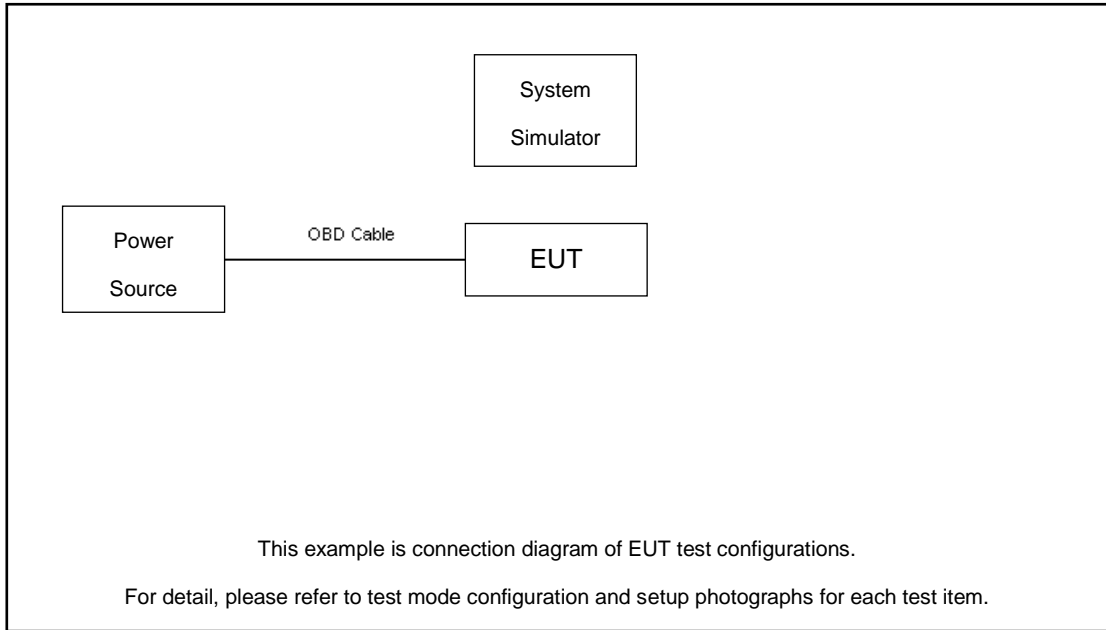 System
Simulator
Power
Source
OBD Cable
EUT
This example is connection diagram of EUT test configurations.
For detail, please refer to test mode configuration and setup photographs for each test item.